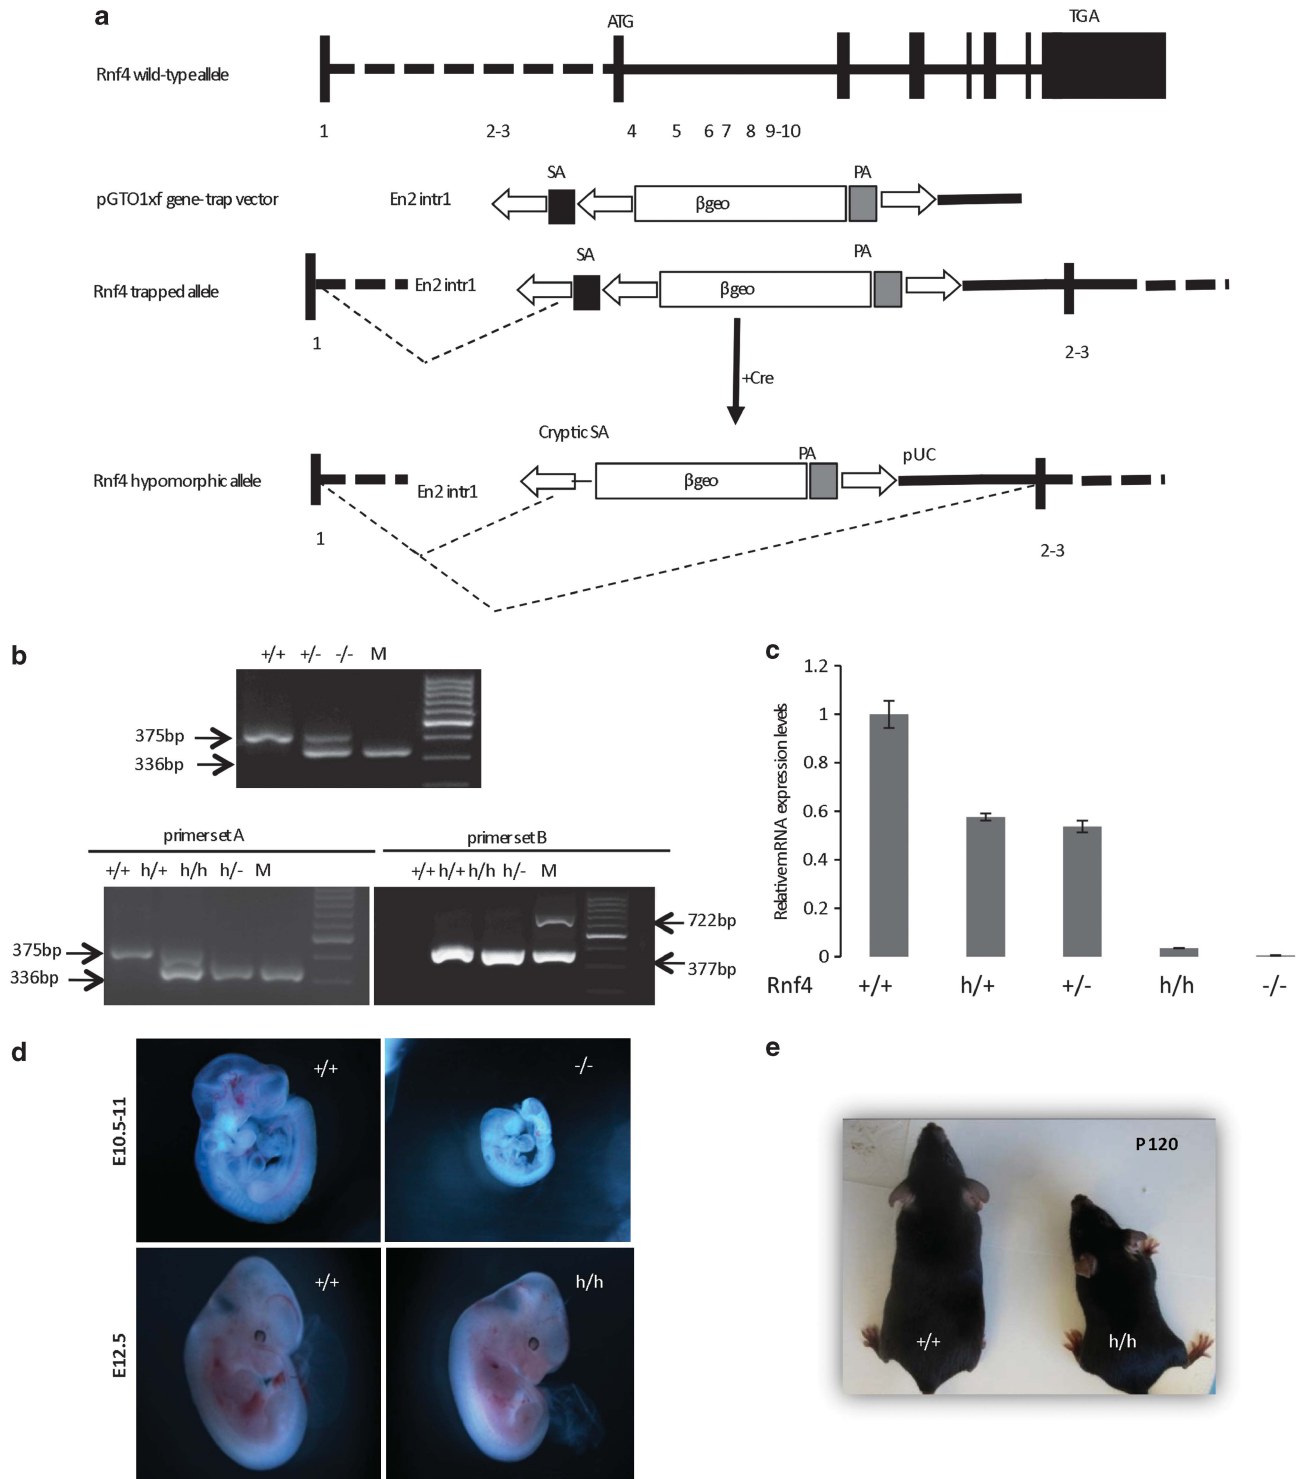 a
ATG
TGA
Rnf4 wild-type allele
1 2-3 4 5 6 7 8 9-10
SA
PA
pGTO1xf gene-trap vector
En2 intr1
βgeo
SA
PA
Rnf4 trapped allele
En2 intr1
βgeo
1
2-3
+Cre
Cryptic SA
PA
pUC
Rnf4 hypomorphic allele
En2 intr1
βgeo
1
2-3
b
+/+ +/- -/- M
375bp
336bp
primer set A
+/+ h/+ h/h h/- M
375bp
336bp
primer set B
+/+ h/+ h/h h/- M
722bp
377bp
c
Relative mRNA expression levels
1.2
1
0.8
0.6
0.4
0.2
0
Rnf4 +/+ h/+ +/- h/h -/-
d
E10.5-11
+/+
-/-
E12.5
+/+
h/h
e
P120
+/+
h/h